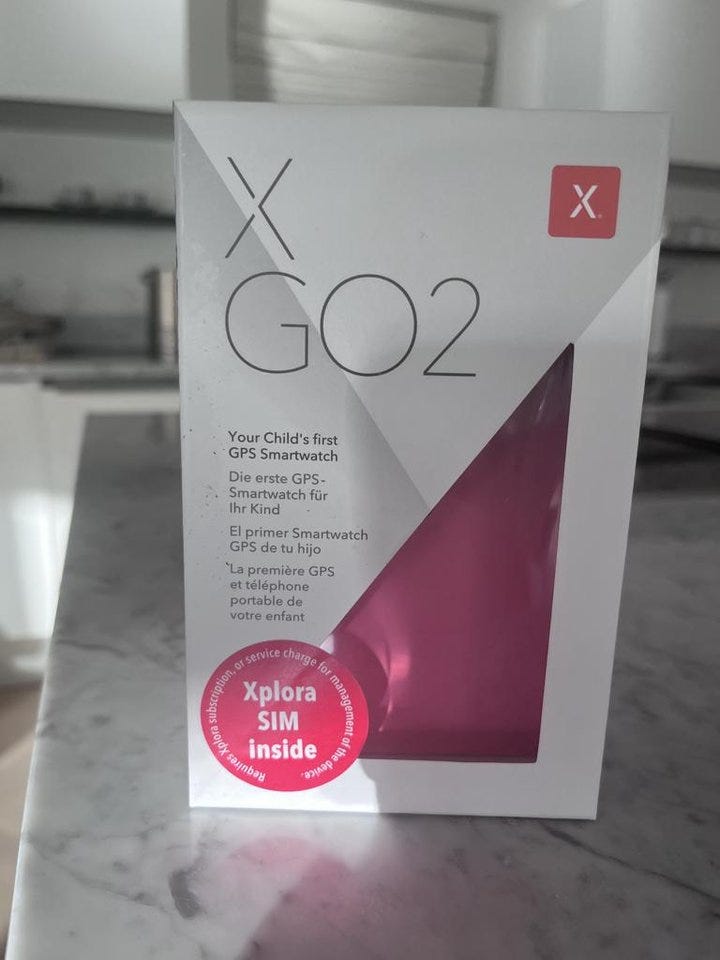 X
GO2
X
Your Child's first
GPS Smartwatch
Die erste GPS-
Smartwatch für
Ihr Kind
El primer Smartwatch
GPS de tu hijo
La première GPS
et téléphone
portable de
votre enfant
Requires Xplora subscription, or service charge for management of the device.
Xplora
SIM
inside